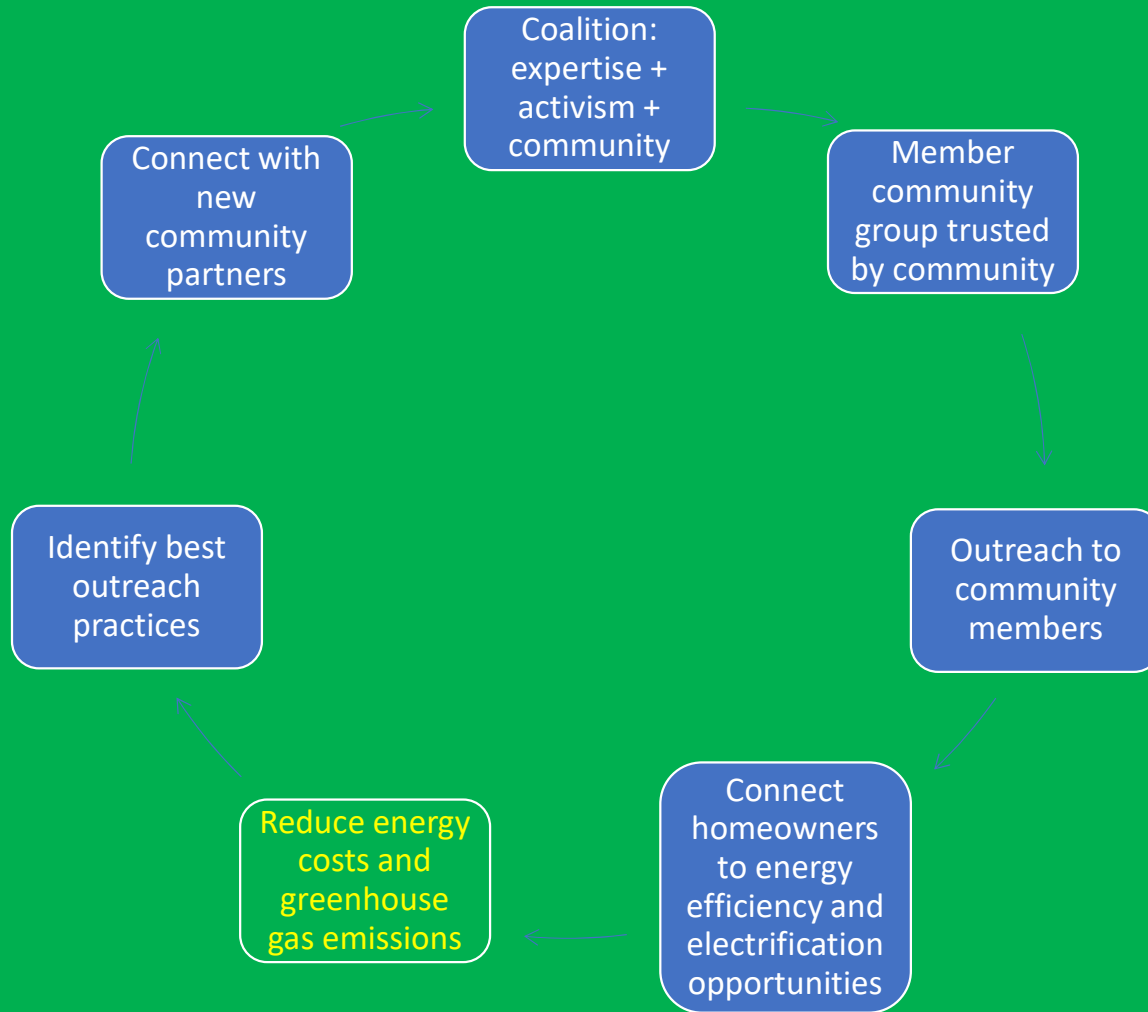 Coalition:
expertise +
activism +
community
Member
community
group trusted
by community
Outreach to
community
members
Connect
homeowners
to energy
efficiency and
electrification
opportunities
Reduce energy
costs and
greenhouse
gas emissions
Identify best
outreach
practices
Connect with
new
community
partners